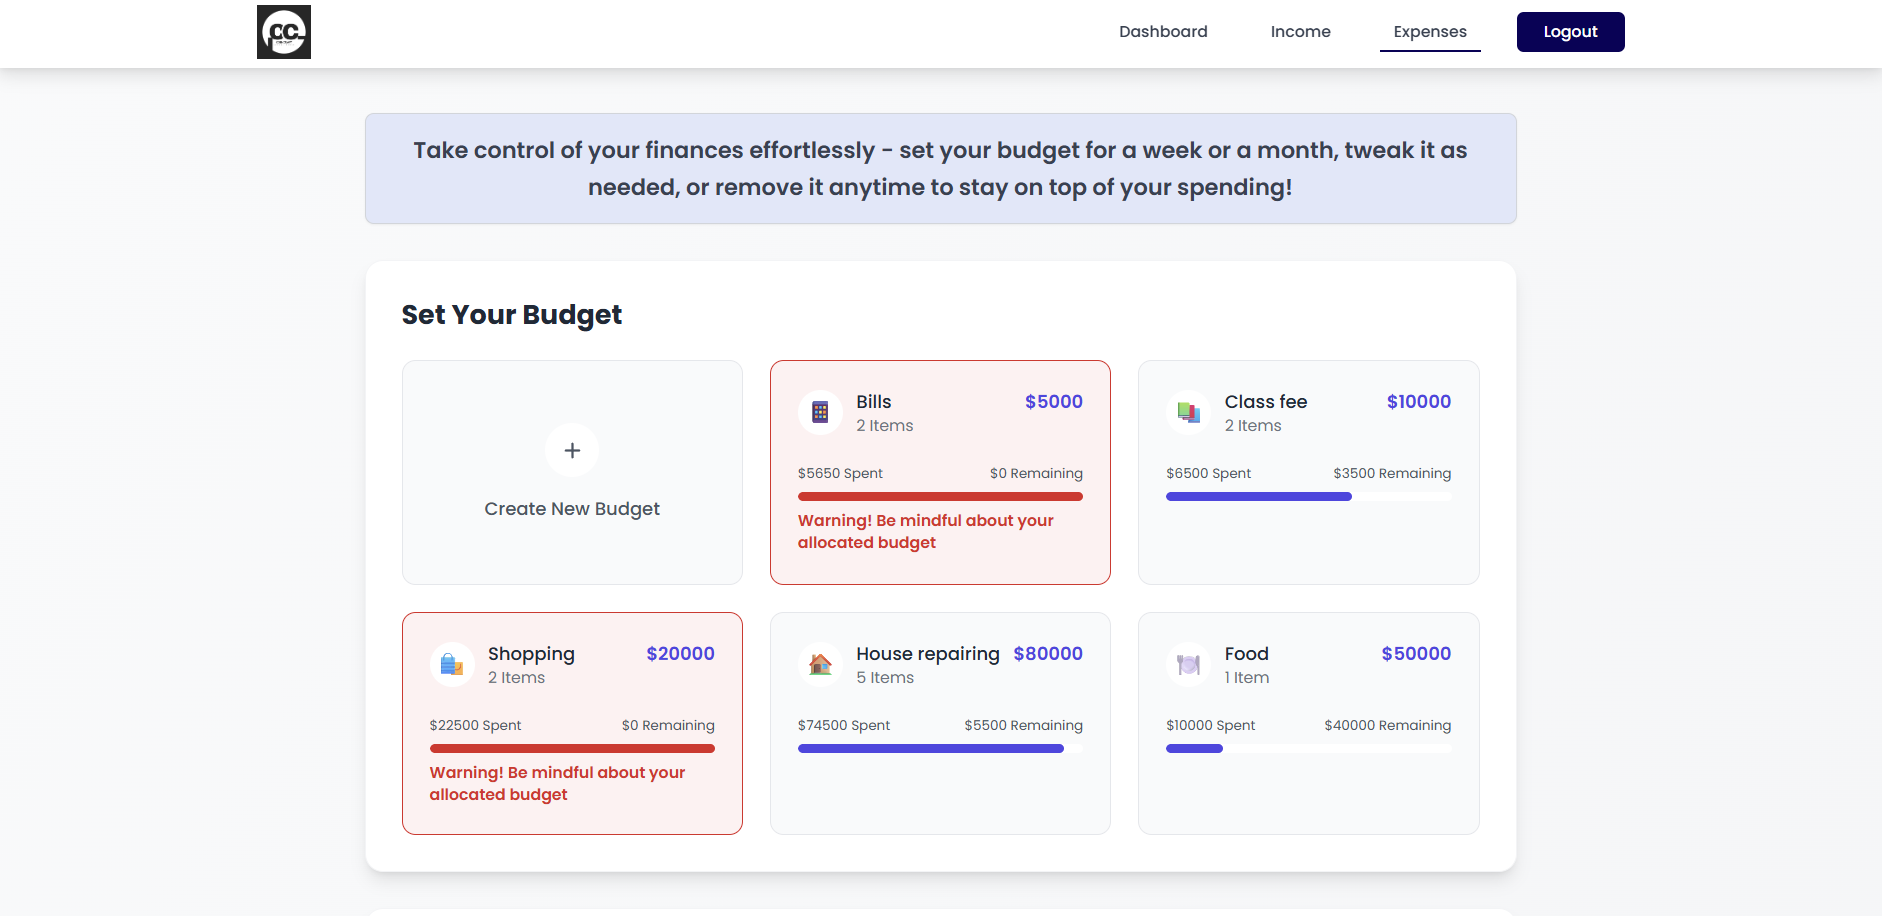 CC
Dashboard
Income
Expenses
Logout
Take control of your finances effortlessly - set your budget for a week or a month, tweak it as
needed, or remove it anytime to stay on top of your spending!
Set Your Budget
+
Create New Budget
Bills
$5000
2 Items
$5650 Spent
$0 Remaining
Warning! Be mindful about your
allocated budget
Class fee
$10000
2 Items
$6500 Spent
$3500 Remaining
Shopping
$20000
2 Items
$22500 Spent
$0 Remaining
Warning! Be mindful about your
allocated budget
House repairing
$80000
5 Items
$74500 Spent
$5500 Remaining
Food
$50000
1 Item
$10000 Spent
$40000 Remaining